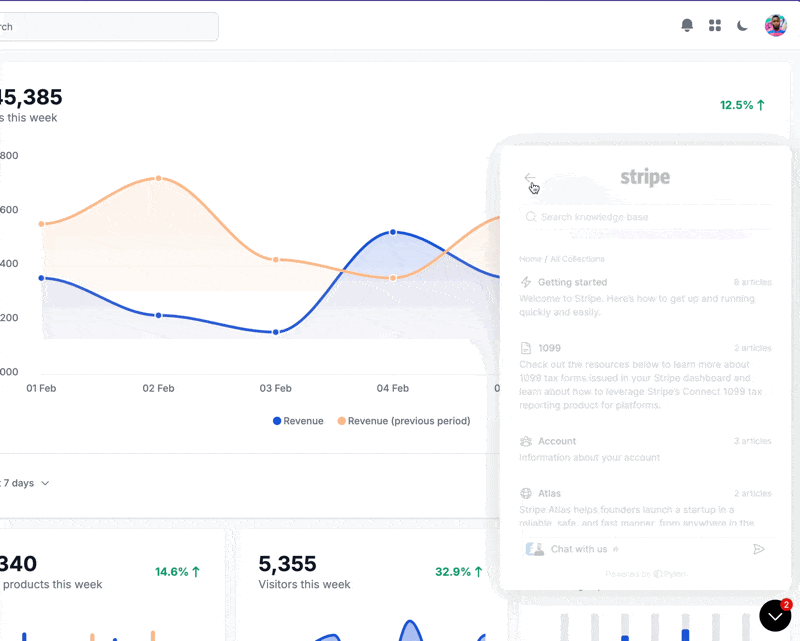 rch
45,385
s this week
12.5%
800
600
400
200
000
01 Feb
02 Feb
03 Feb
04 Feb
0
Revenue
Revenue (previous period)
t 7 days
340
products this week
14.6%
5,355
Visitors this week
32.9%
stripe
Search knowledge base
Home / All Collections
Getting started
8 articles
Welcome to Stripe. Here's how to get up and running
quickly and easily.
1099
2 articles
Check out the resources below to learn more about
1099 tax forms issued in your Stripe dashboard and
learn about how to leverage Stripe's Connect 1099 tax
reporting product for platforms.
Account
3 articles
Information about your account
Atlas
2 articles
Stripe Atlas helps founders launch a startup in a
reliable, safe, and fast manner, from anywhere in the
Chat with us
Powered by Pylon
2